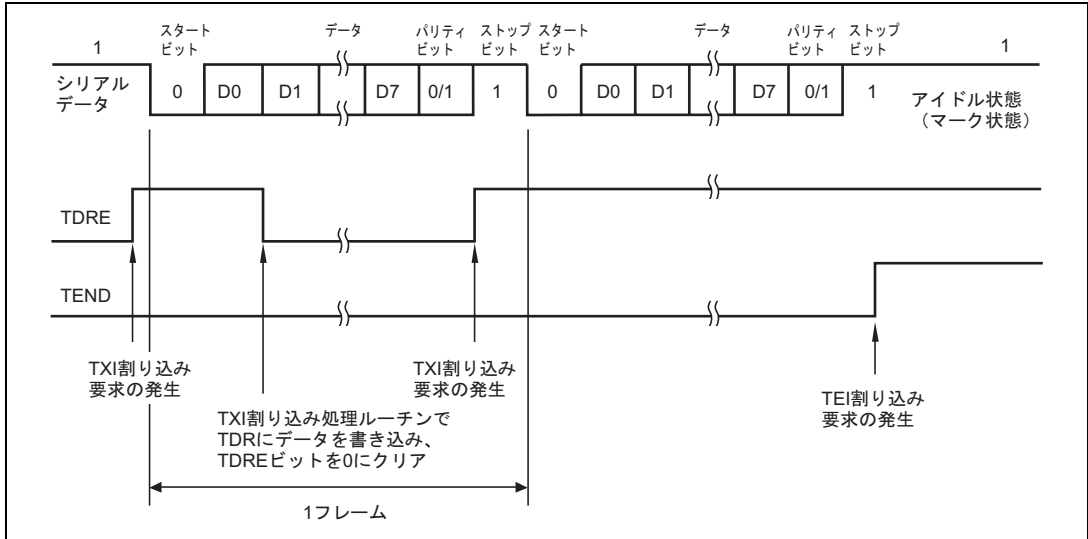 スタート
ビット
データ
パリティ
ビット
ストップ
ビット
スタート
ビット
データ
パリティ
ビット
ストップ
ビット
1
1
シリアル
データ
0 D0 D1 D7 0/1 1 0 D0 D1 D7 0/1 1
アイドル状態
（マーク状態）
TDRE
TEND
TXI割り込み
要求の発生
TXI割り込み処理ルーチンで
TDRにデータを書き込み、
TDREビットを0にクリア
TXI割り込み
要求の発生
TEI割り込み
要求の発生
1フレーム